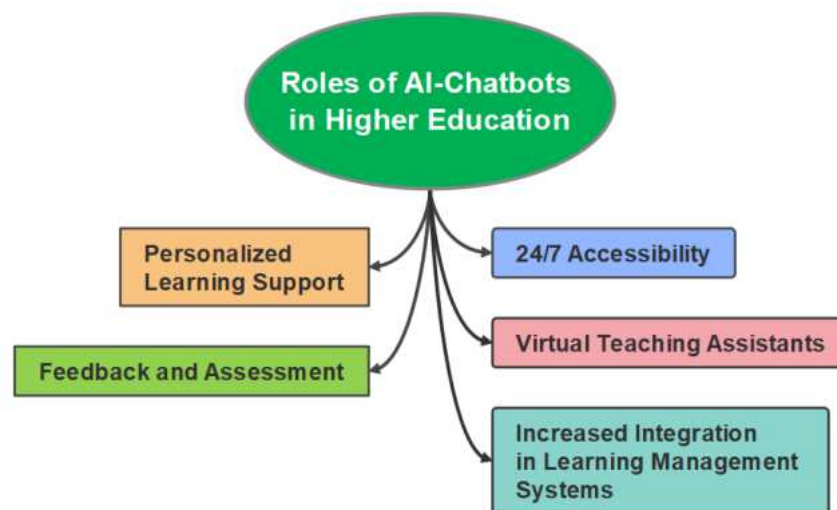 Roles of AI-Chatbots
in Higher Education
Personalized
Learning Support
24/7 Accessibility
Feedback and Assessment
Virtual Teaching Assistants
Increased Integration
in Learning Management
Systems